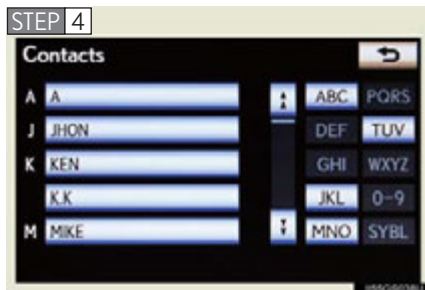 STEP 4
Contacts
A A ABC PQRS
J JHON DEF TUV
K KEN GHI WXYZ
K.K JKL 0-9
M MIKE MNO SYBL